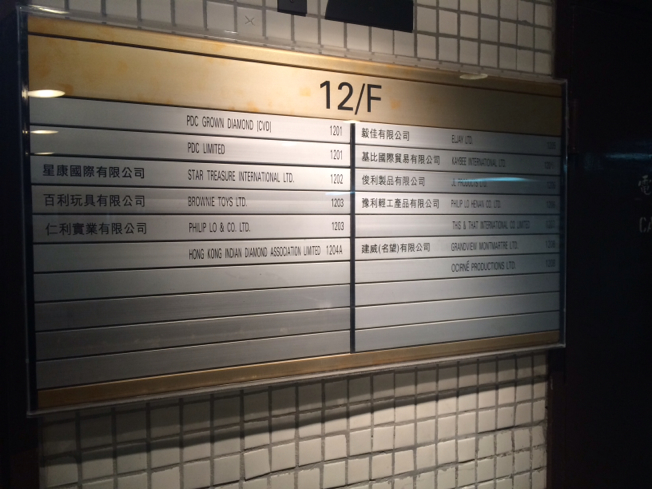 12/F
PDC GROWN DIAMOND (CVD) 1201
PDC LIMITED 1201
星康國際有限公司 STAR TREASURE INTERNATIONAL LTD. 1202
百利玩具有限公司 BROWNIE TOYS LTD. 1203
仁利實業有限公司 PHILIP LO & CO. LTD. 1203
HONG KONG INDIAN DIAMOND ASSOCIATION LIMITED 1204A
毅佳有限公司 LTD.
基比國際貿易有限公司 KAYBEE INTERNATIONAL LTD.
俊利製品有限公司 LTD.
豫利輕工產品有限公司 PHILIP LO HENAN CO. LTD.
THIS & THAT INTERNATIONAL CO LIMITED
建威(名望)有限公司 GRANDVIEW MONTMARTRE LTD.
OCIRNÉ PRODUCTIONS LTD.
電
CA